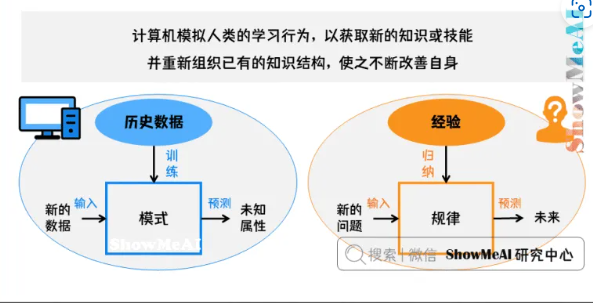 计算机模拟人类的学习行为，以获取新的知识或技能
并重新组织已有的知识结构，使之不断改善自身
历史数据
训
练
新的
数据
输入
模式
预测
未知
属性
ShowMeAI
经验
归
纳
新的
问题
输入
规律
预测
未来
搜索 | 微信 ShowMeAI 研究中心
ShowMeAI